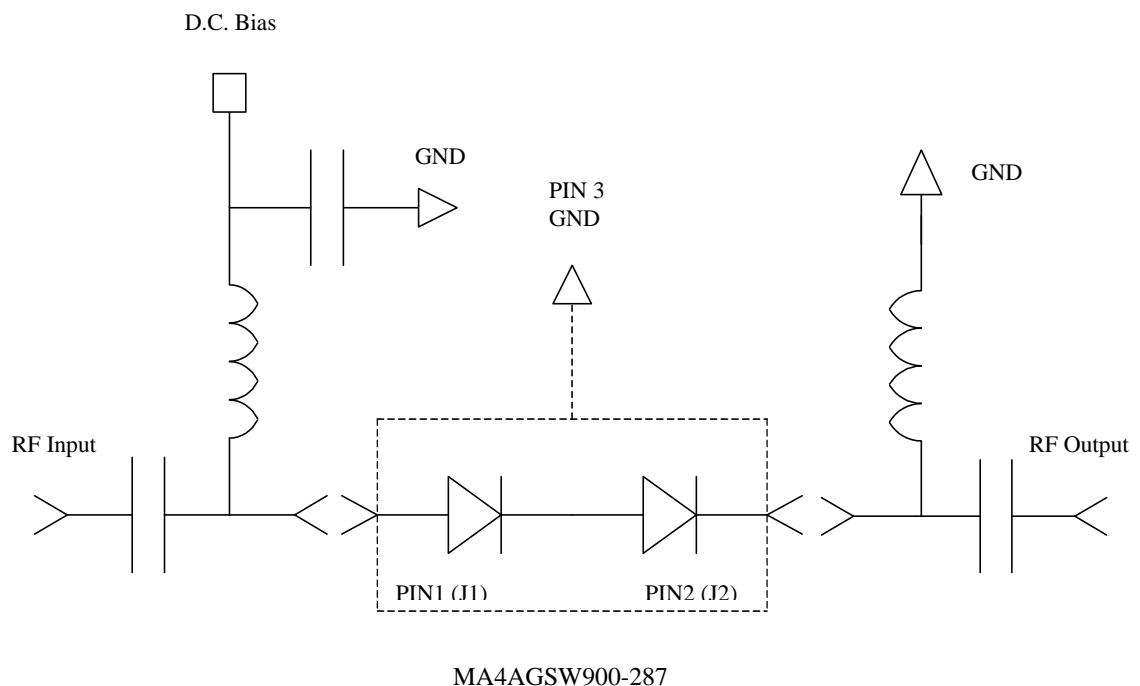 D.C. Bias
GND
PIN 3
GND
GND
RF Input
RF Output
PIN1 (J1)
PIN2 (J2)
MA4AGSW900-287